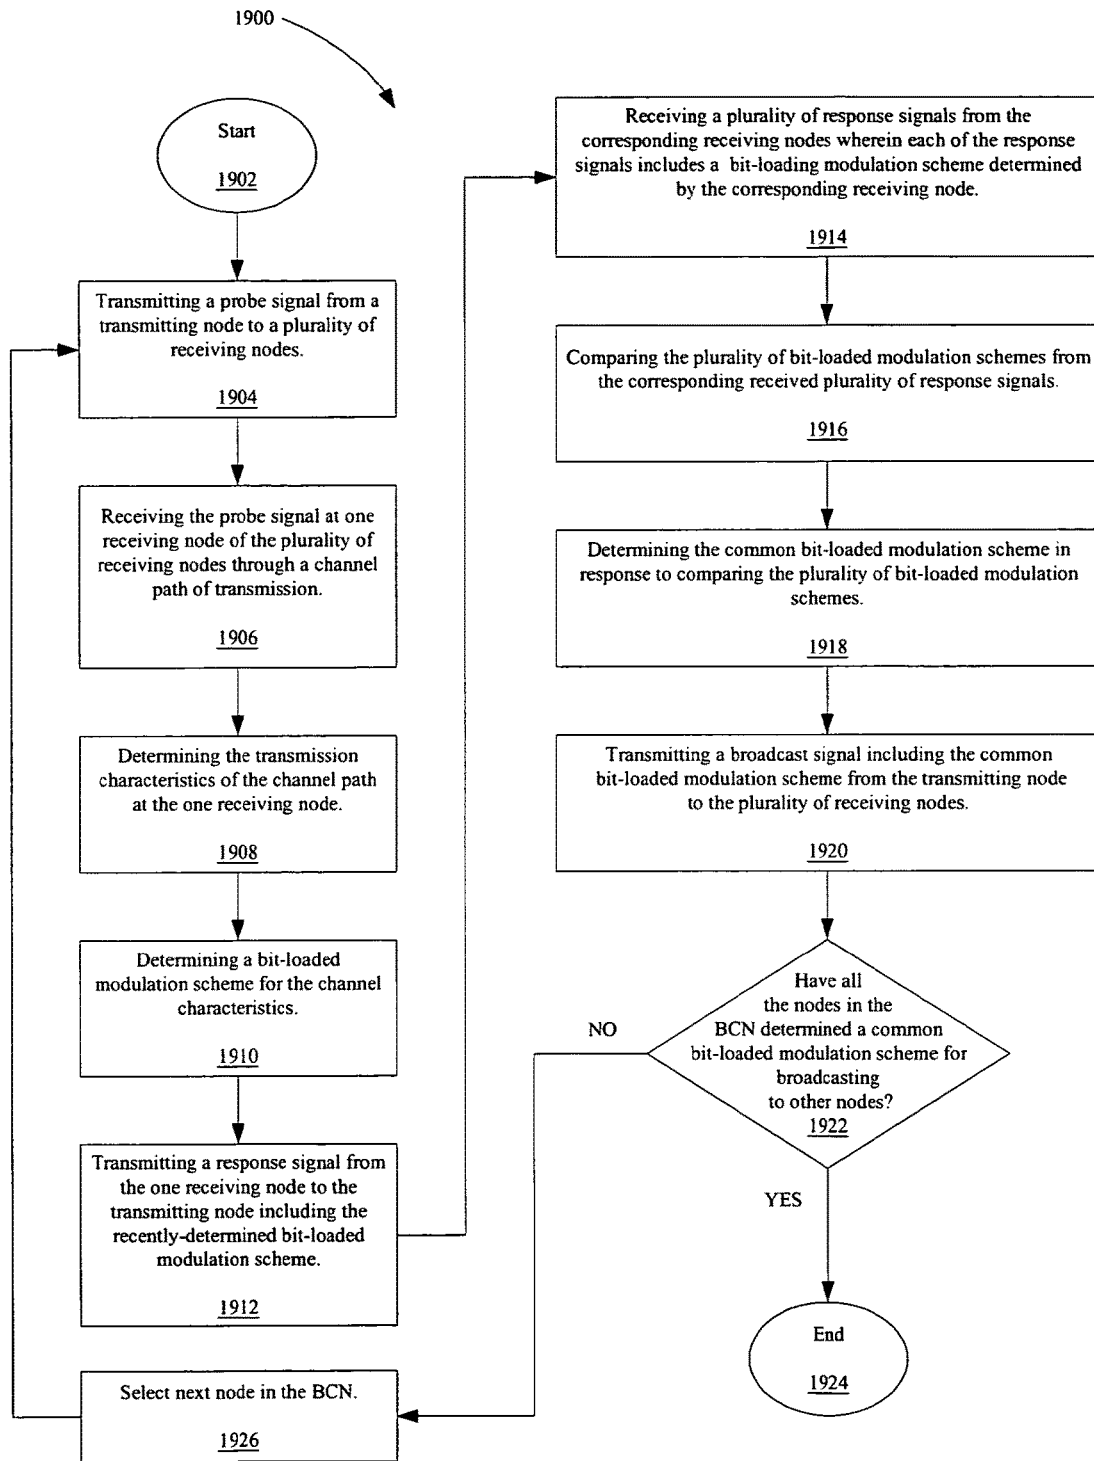 1900
Start
1902
Transmitting a probe signal from a
transmitting node to a plurality of
receiving nodes.
1904
Receiving the probe signal at one
receiving node of the plurality of
receiving nodes through a channel
path of transmission.
1906
Determining the transmission
characteristics of the channel path
at the one receiving node.
1908
Determining a bit-loaded
modulation scheme for the channel
characteristics.
1910
Transmitting a response signal from
the one receiving node to the
transmitting node including the
recently-determined bit-loaded
modulation scheme.
1912
Select next node in the BCN.
1926
Receiving a plurality of response signals from the
corresponding receiving nodes wherein each of the response
signals includes a bit-loading modulation scheme determined
by the corresponding receiving node.
1914
Comparing the plurality of bit-loaded modulation schemes from
the corresponding received plurality of response signals.
1916
Determining the common bit-loaded modulation scheme in
response to comparing the plurality of bit-loaded modulation
schemes.
1918
Transmitting a broadcast signal including the common
bit-loaded modulation scheme from the transmitting node
to the plurality of receiving nodes.
1920
Have all
the nodes in the
BCN determined a common
bit-loaded modulation scheme for
broadcasting
to other nodes?
1922
NO
YES
End
1924